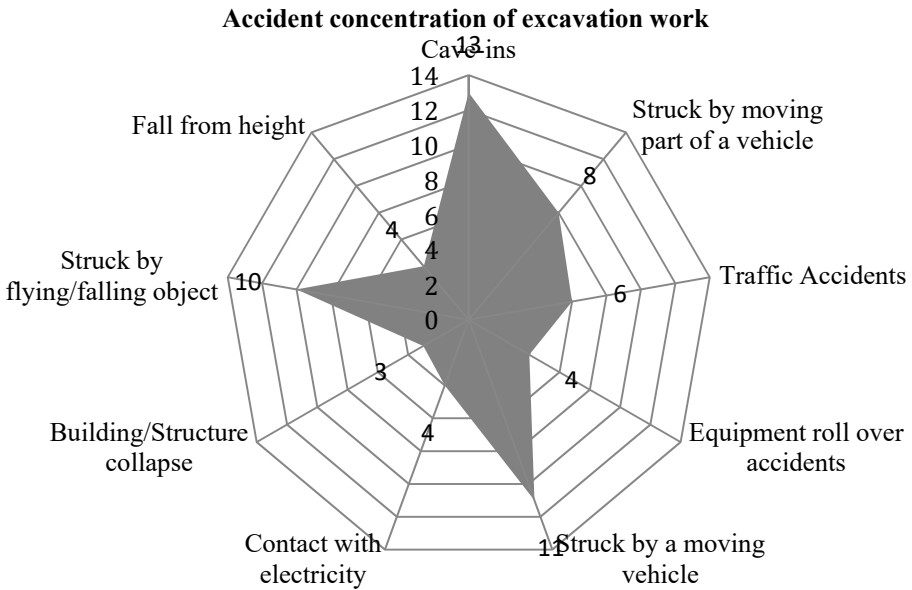 Accident concentration of excavation work
13
Cave-ins
14
12
10
8
6
4
2
0
Struck by moving
part of a vehicle
8
Traffic Accidents
6
Equipment roll over
accidents
4
Struck by a moving
vehicle
11
Contact with
electricity
4
Building/Structure
collapse
3
Struck by
flying/falling object
10
Fall from height
4